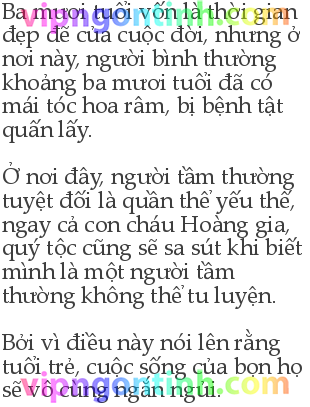 Ba mươi tuổi vốn là thời gian
đẹp đẽ của cuộc đời, nhưng ở
nơi này, người bình thường
khoảng ba mươi tuổi đã có
mái tóc hoa râm, bị bệnh tật
quấn lấy.
Ở nơi đây, người tầm thường
tuyệt đối là quần thể yếu thế,
ngay cả con cháu Hoàng gia,
quý tộc cũng sẽ sa sút khi biết
mình là một người tầm
thường không thể tu luyện.
Bởi vì điều này nói lên rằng
tuổi trẻ, cuộc sống của bọn họ
sẽ vô cùng ngắn ngủi.
vipngontinh.com
vipngontinh.com